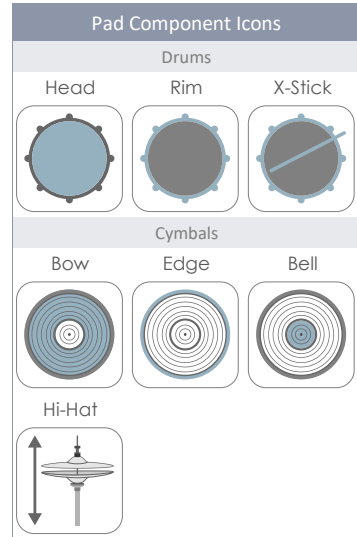 Pad Component Icons
Drums
Head Rim X-Stick
Cymbals
Bow Edge Bell
Hi-Hat